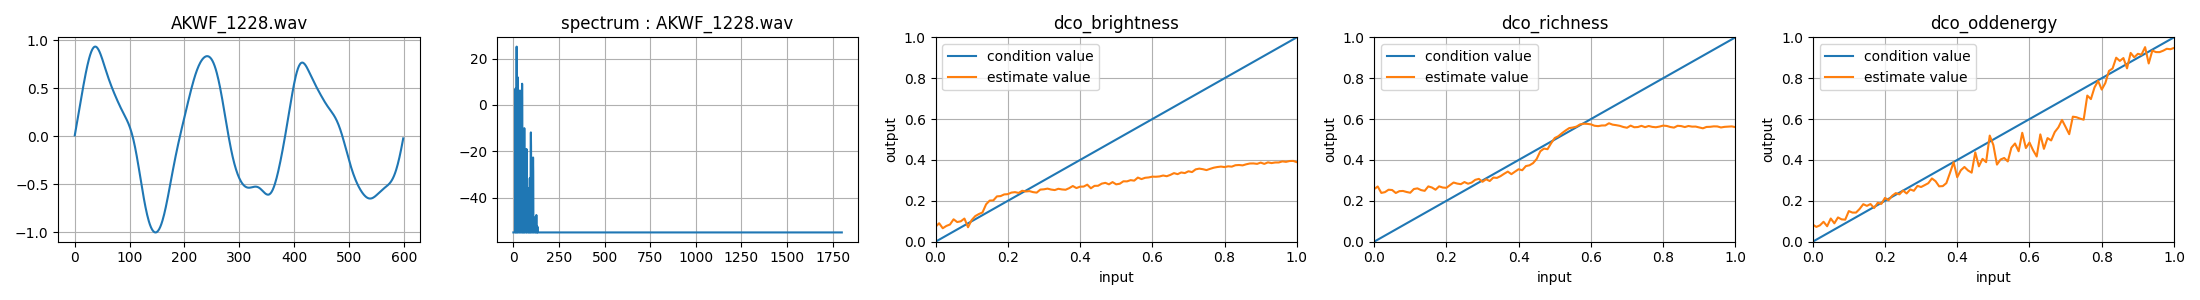 AKWF_1228.wav
1.0
0.5
0.0
−0.5
−1.0
0 100 200 300 400 500 600
spectrum : AKWF_1228.wav
20
0
−20
−40
0 250 500 750 1000 1250 1500 1750
dco_brightness
condition value
estimate value
output
1.0
0.8
0.6
0.4
0.2
0.0
0.0 0.2 0.4 0.6 0.8 1.0
input
dco_richness
condition value
estimate value
output
1.0
0.8
0.6
0.4
0.2
0.0
0.0 0.2 0.4 0.6 0.8 1.0
input
dco_oddenergy
condition value
estimate value
output
1.0
0.8
0.6
0.4
0.2
0.0
0.0 0.2 0.4 0.6 0.8 1.0
input